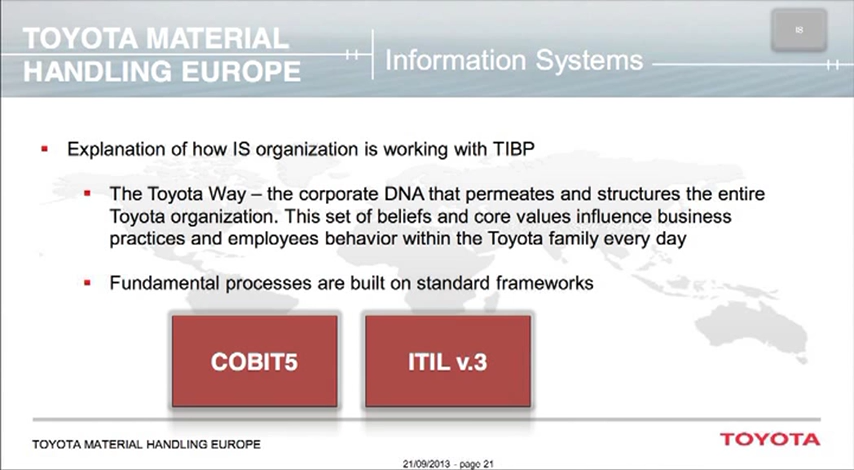 TOYOTA MATERIAL
HANDLING EUROPE
Information Systems
18
Explanation of how IS organization is working with TIBP
The Toyota Way – the corporate DNA that permeates and structures the entire
Toyota organization. This set of beliefs and core values influence business
practices and employees behavior within the Toyota family every day
Fundamental processes are built on standard frameworks
COBIT5
ITIL v.3
TOYOTA MATERIAL HANDLING EUROPE
TOYOTA
21/09/2013 - page 21